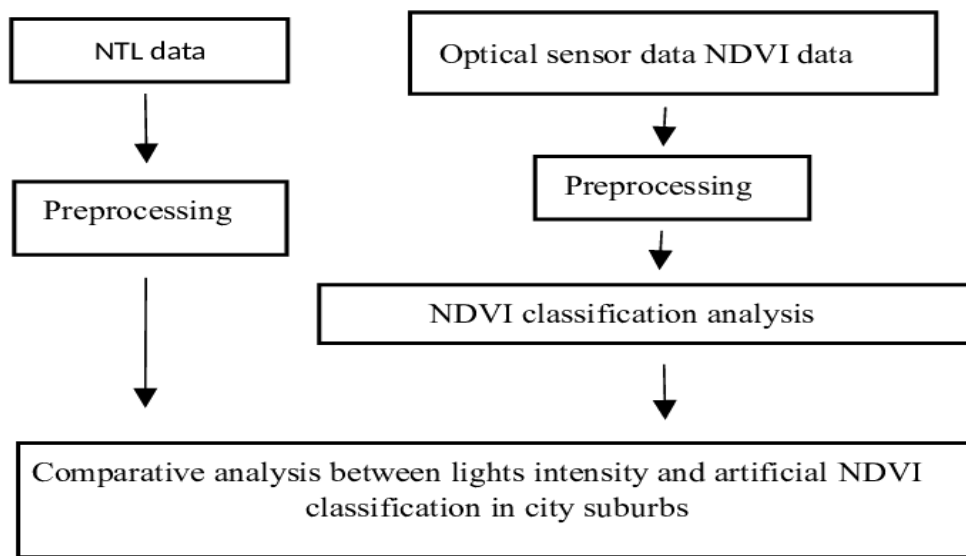 NTL data
Optical sensor data NDVI data
Preprocessing
Preprocessing
NDVI classification analysis
Comparative analysis between lights intensity and artificial NDVI
classification in city suburbs